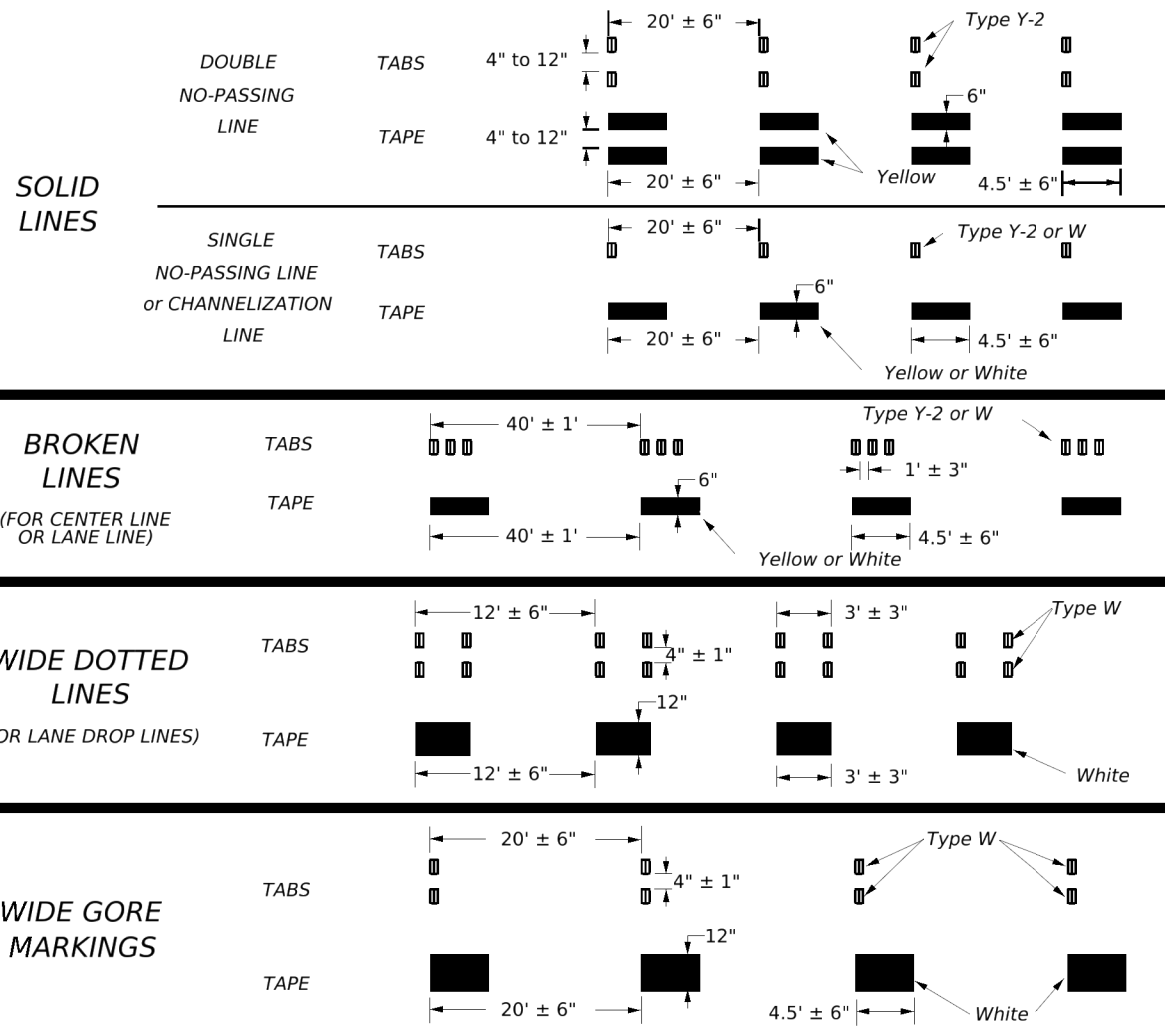 20' ± 6"
Type Y-2
DOUBLE
NO-PASSING
LINE
TABS
4" to 12"
6"
TAPE
4" to 12"
Yellow
20' ± 6"
4.5' ± 6"
SOLID
LINES
SINGLE
NO-PASSING LINE
or CHANNELIZATION
LINE
TABS
20' ± 6"
Type Y-2 or W
TAPE
6"
20' ± 6"
4.5' ± 6"
Yellow or White
BROKEN
LINES
(FOR CENTER LINE
OR LANE LINE)
TABS
40' ± 1'
Type Y-2 or W
1' ± 3"
TAPE
6"
40' ± 1'
4.5' ± 6"
Yellow or White
WIDE DOTTED
LINES
OR LANE DROP LINES)
TABS
12' ± 6"
3' ± 3"
Type W
4" ± 1"
12"
TAPE
12' ± 6"
3' ± 3"
White
WIDE GORE
MARKINGS
20' ± 6"
Type W
TABS
4" ± 1"
12"
TAPE
20' ± 6"
4.5' ± 6"
White